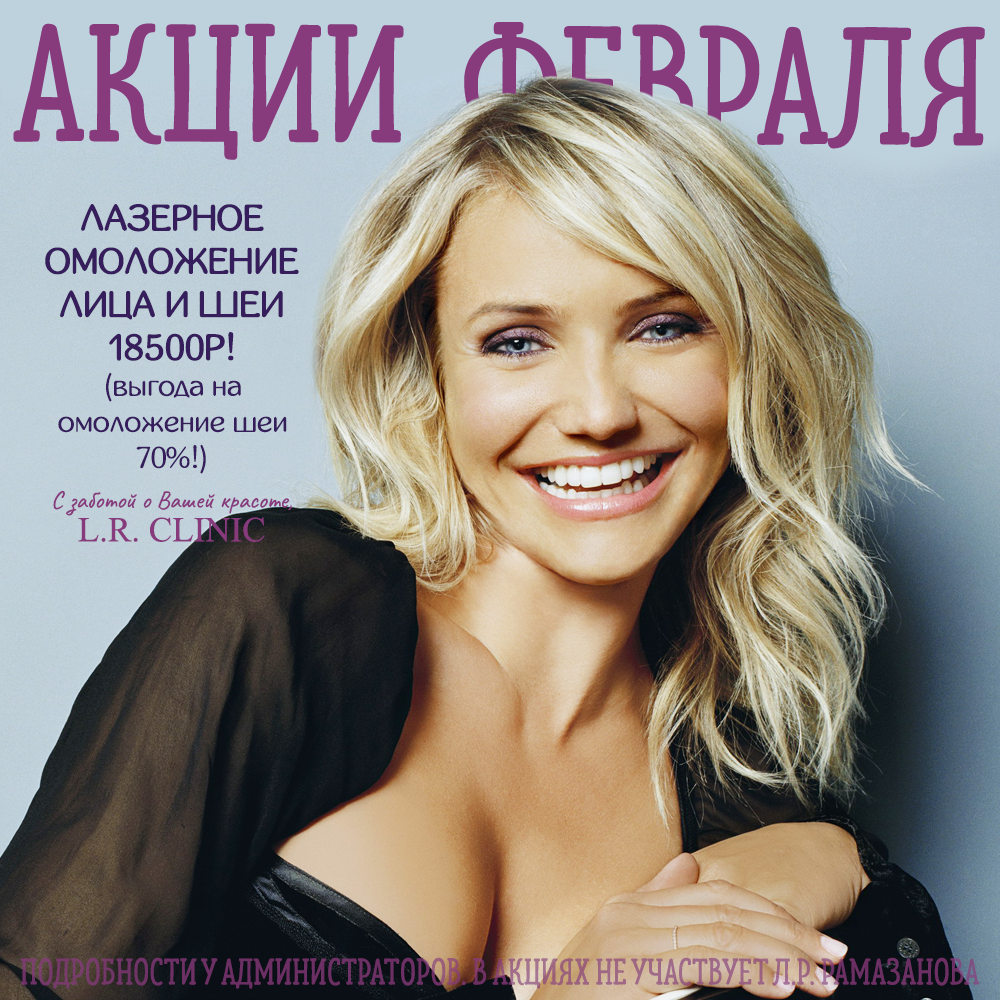 АКЦИИ ФЕВРАЛЯ
ЛАЗЕРНОЕ
ОМОЛОЖЕНИЕ
ЛИЦА И ШЕИ
18500Р!
(выгода на
омоложение шеи
70%!)
С заботой о Вашей красоте,
L.R. CLINIC
ПОДРОБНОСТИ У АДМИНИСТРАТОРОВ. В АКЦИЯХ НЕ УЧАСТВУЕТ Л.Р. РАМАЗАНОВА